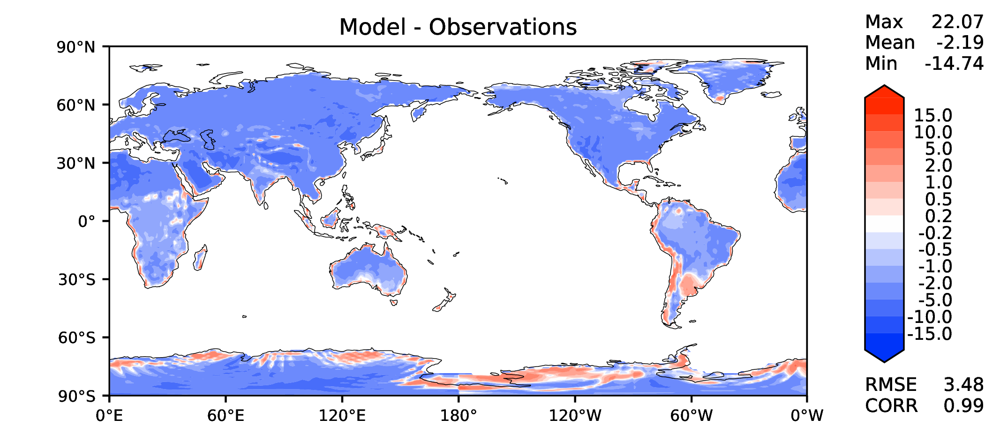 Model - Observations
Max 22.07
Mean -2.19
Min -14.74
90°N
60°N
30°N
0°
30°S
60°S
90°S
0°E 60°E 120°E 180° 120°W 60°W 0°W
15.0
10.0
5.0
2.0
1.0
0.5
0.2
-0.2
-0.5
-1.0
-2.0
-5.0
-10.0
-15.0
RMSE 3.48
CORR 0.99